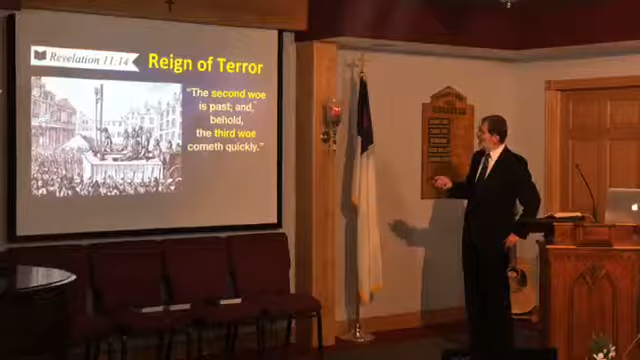 Revelation 11:14
Reign of Terror
"The second woe
is past; and,
behold,
the third woe
cometh quickly."